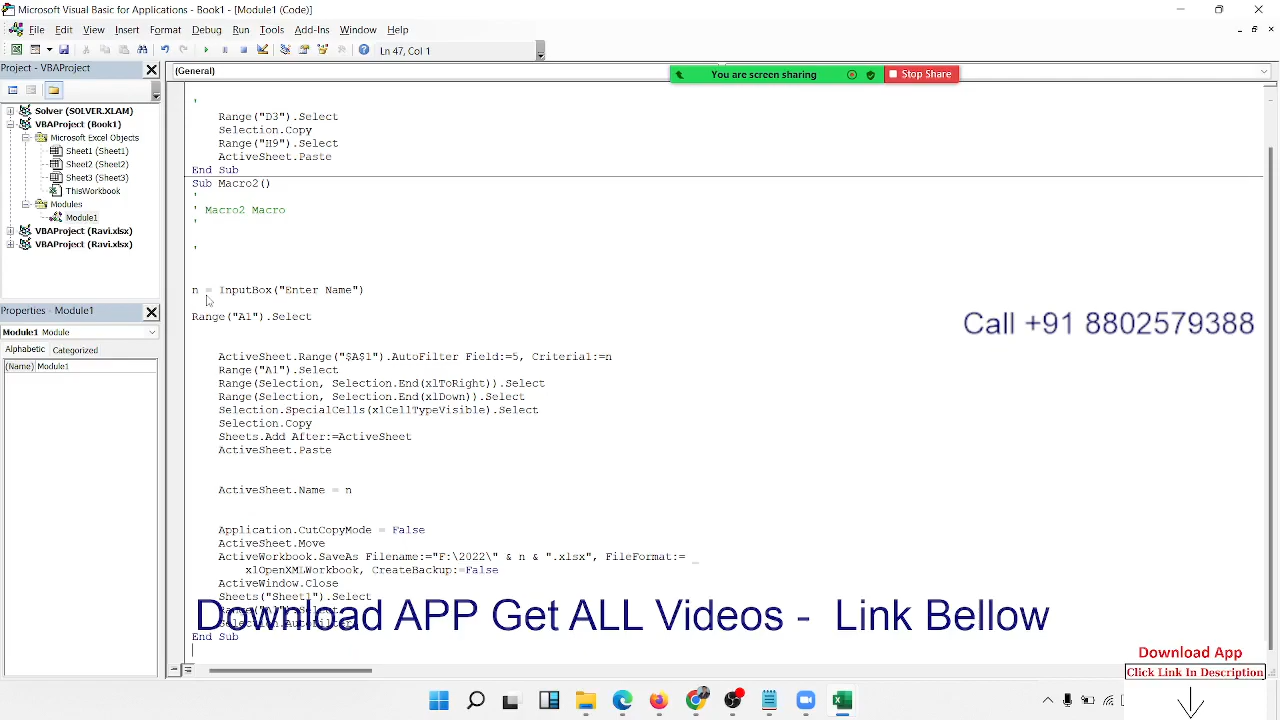 Microsoft Visual Basic for Applications - Book1 - [Module1 (Code)]
File Edit View Insert Format Debug Run Tools Add-Ins Window Help
Ln 47, Col 1
Project - VBAProject
(General)
You are screen sharing
Stop Share
Solver (SOLVER.XLAM)
VBAProject (Book1)
Microsoft Excel Objects
Sheet1 (Sheet1)
Sheet2 (Sheet2)
Sheet3 (Sheet3)
ThisWorkbook
Modules
Module1
VBAProject (Ravi.xlsx)
VBAProject (Ravi.xlsx)
Properties - Module1
Module1 Module
Alphabetic Categorized
(Name) Module1
'
Range("D3").Select
Selection.Copy
Range("H9").Select
ActiveSheet.Paste
End Sub
Sub Macro2()
'
' Macro2 Macro
'
'
n = InputBox("Enter Name")
Range("A1").Select
ActiveSheet.Range("$A$1").AutoFilter Field:=5, Criteria1:=n
Range("A1").Select
Range(Selection, Selection.End(xlToRight)).Select
Range(Selection, Selection.End(xlDown)).Select
Selection.SpecialCells(xlCellTypeVisible).Select
Selection.Copy
Sheets.Add After:=ActiveSheet
ActiveSheet.Paste
ActiveSheet.Name = n
Application.CutCopyMode = False
ActiveSheet.Move
ActiveWorkbook.SaveAs Filename:="F:\2022\" & n & ".xlsx", FileFormat:= _
xlOpenXMLWorkbook, CreateBackup:=False
ActiveWindow.Close
Sheets("Sheet1").Select
Range("A1").Select
Selection.AutoFilter
End Sub
Call +91 8802579388
Download APP Get ALL Videos - Link Bellow
Download App
Click Link In Description